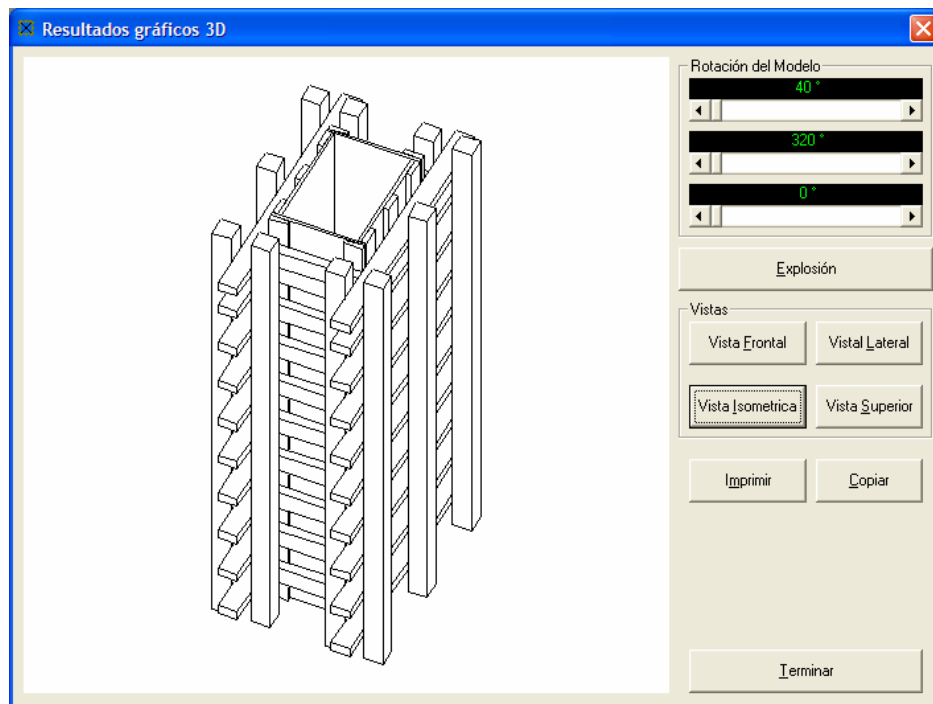 Resultados gráficos 3D
Rotación del Modelo
40 °
320 °
0 °
Explosión
Vistas
Vista Frontal
Vistal Lateral
Vista Isometrica
Vista Superior
Imprimir
Copiar
Terminar